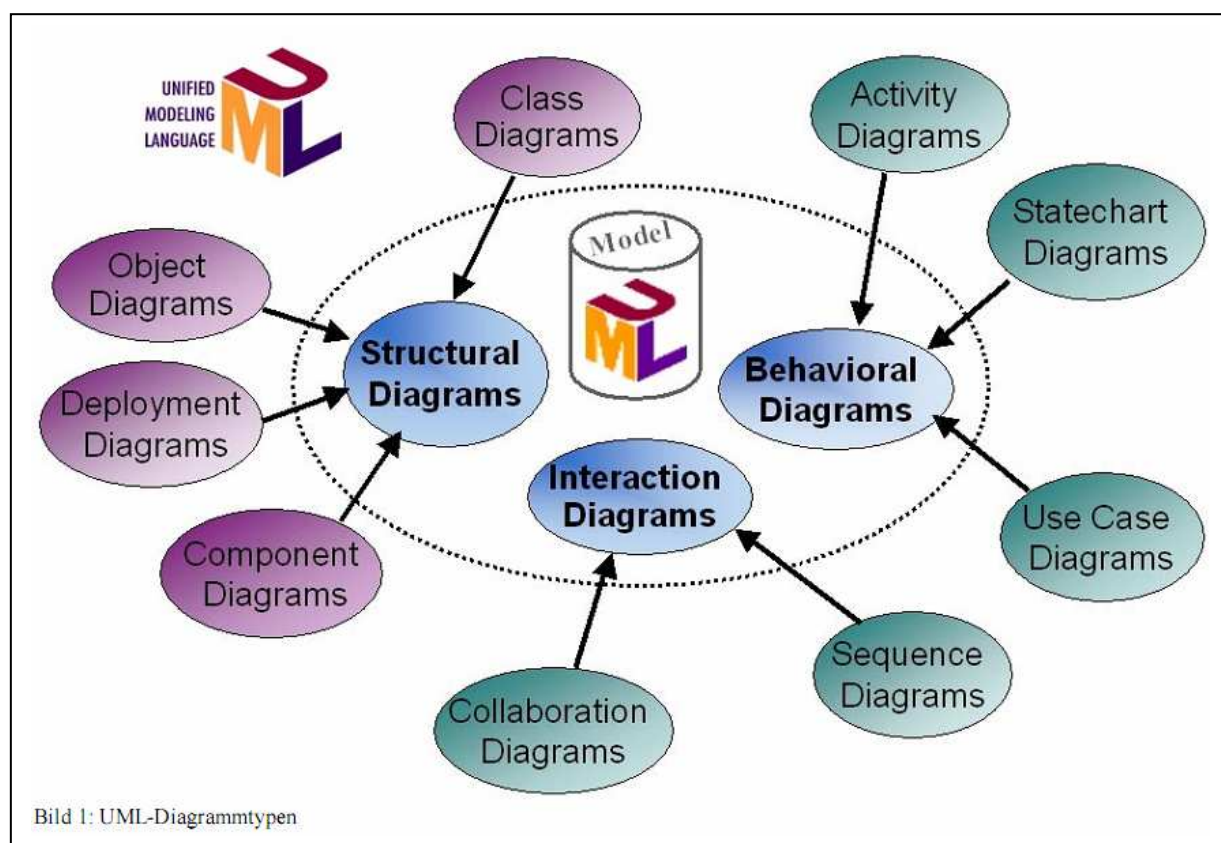 UNIFIED
MODELING
LANGUAGE
UML
Class
Diagrams
Activity
Diagrams
Statechart
Diagrams
Object
Diagrams
Model
UML
Structural
Diagrams
Behavioral
Diagrams
Deployment
Diagrams
Interaction
Diagrams
Use Case
Diagrams
Component
Diagrams
Sequence
Diagrams
Collaboration
Diagrams
Bild 1: UML-Diagrammtypen